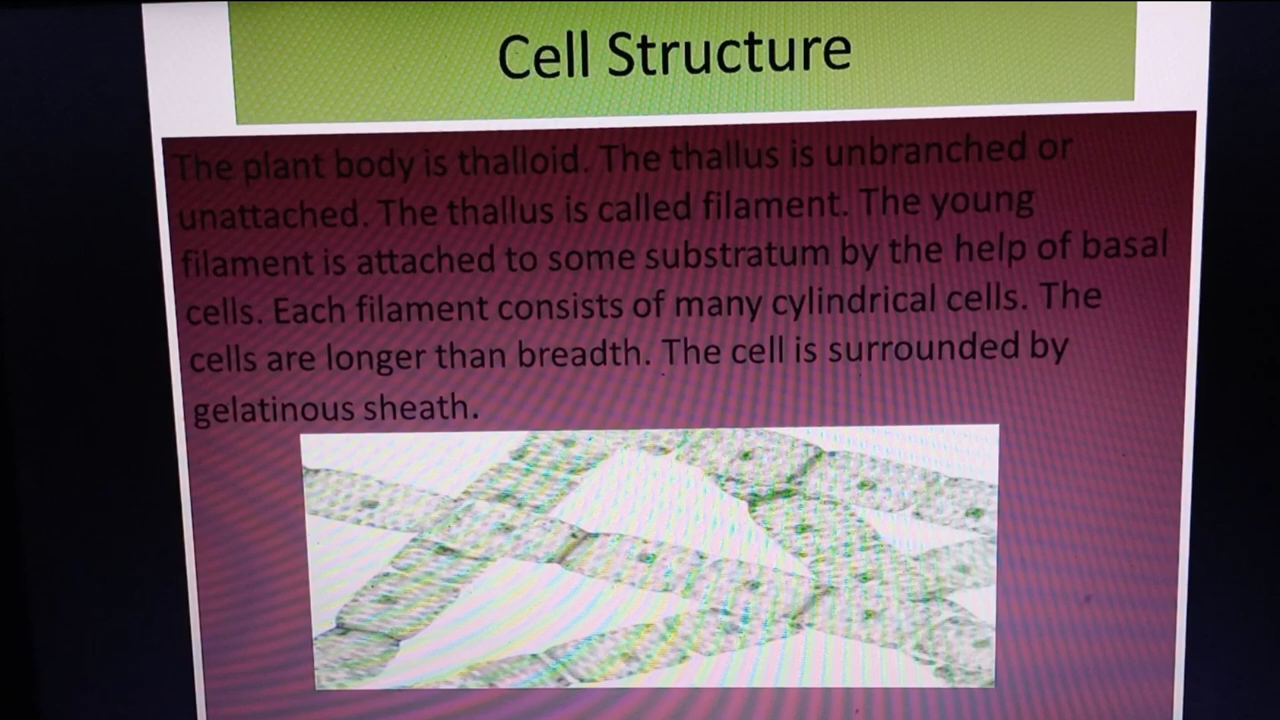 Cell Structure
The plant body is thalloid. The thallus is unbranched or
unattached. The thallus is called filament. The young
filament is attached to some substratum by the help of basal
cells. Each filament consists of many cylindrical cells. The
cells are longer than breadth. The cell is surrounded by
gelatinous sheath.